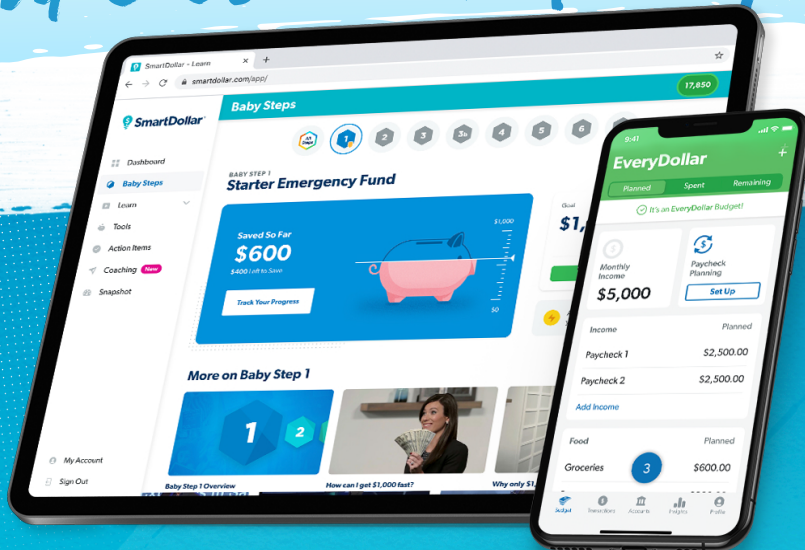 SmartDollar - Learn
smartdollar.com/app/
SmartDollar
Baby Steps
17,850
Dashboard
Baby Steps
Learn
Tools
Action Items
Coaching New
Snapshot
My Account
Sign Out
1 2 3 3b 4 5 6
BABY STEP 1
Starter Emergency Fund
Saved So Far
$600
$400 Left to Save
Track Your Progress
$1,000
$0
Goal
More on Baby Step 1
1 2
Baby Step 1 Overview
How can I get $1,000 fast?
Why only
9:41
EveryDollar
+
Planned Spent Remaining
It's an EveryDollar Budget!
Monthly
Income
$5,000
Paycheck
Planning
Set Up
Income Planned
Paycheck 1 $2,500.00
Paycheck 2 $2,500.00
Add Income
Food Planned
Groceries 3 $600.00
Budget Transactions Accounts Insights Profile